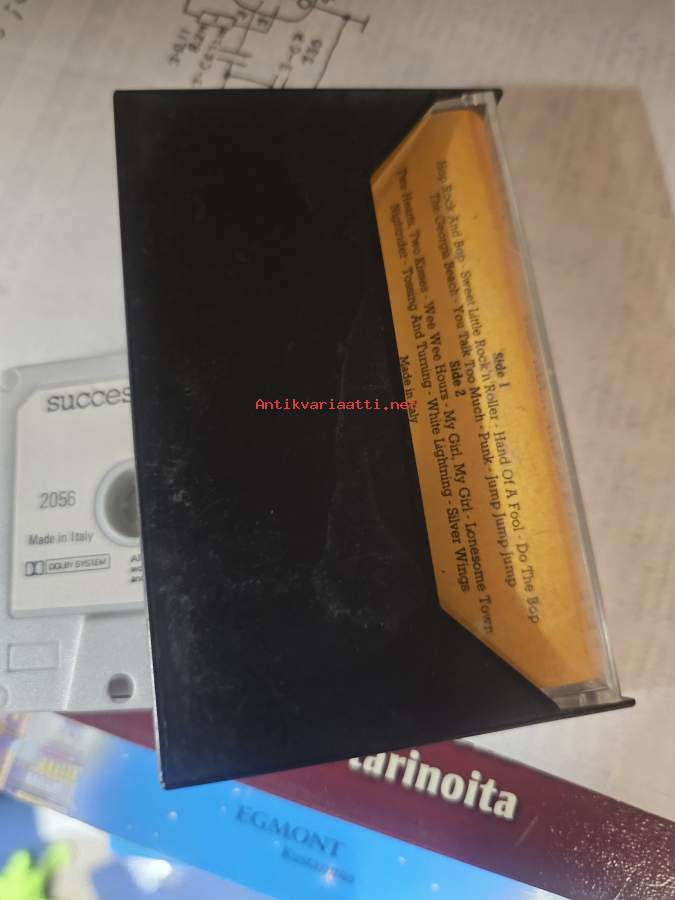 Side 1
Hop Rock And Bop - Sweet Little Rock'n Roller - Hand Of A Fool - Do The Bop
The Georgia Beach - You Talk Too Much - Punk - Jump Jump Jump
Side 2
Two Hearts, Two Kisses - Wee Wee Hours - My Girl, My Girl - Lonesome Town
Nightrider - Tossing And Turning - White Lightning - Silver Wings
Made in Italy
Antikvariaatti.net
succes
2056
Made in Italy
DOLBY SYSTEM
tarinoita
EGMONT
Kustannus